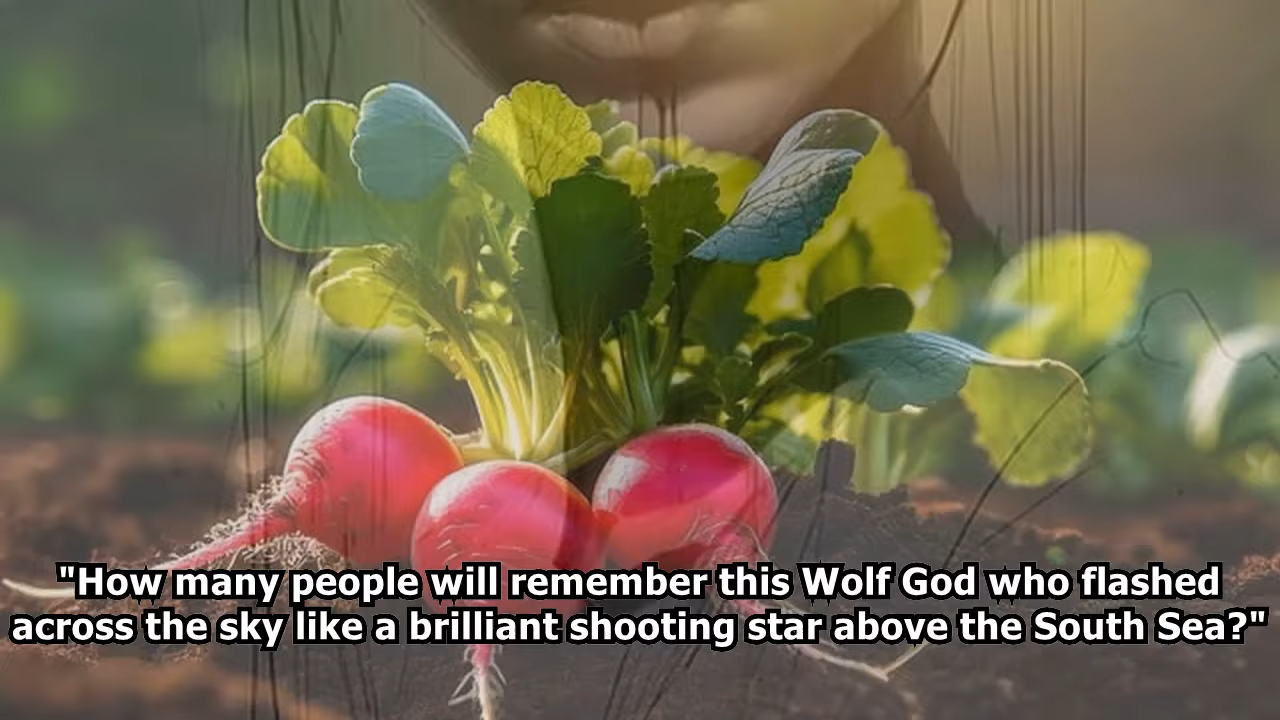 "How many people will remember this Wolf God who flashed
across the sky like a brilliant shooting star above the South Sea?"